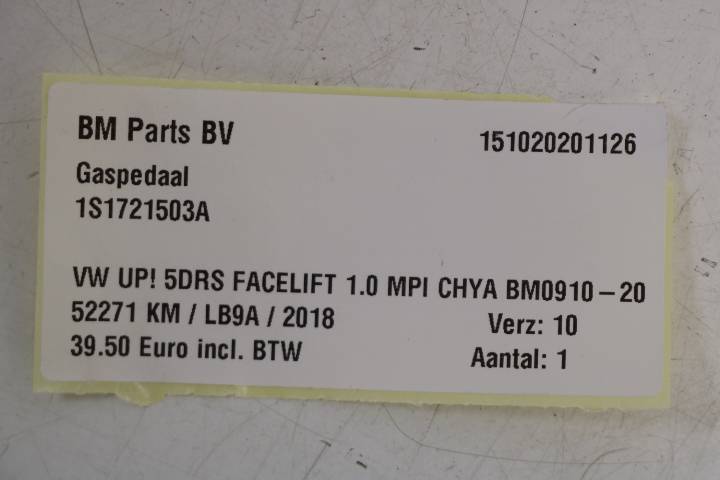 BM Parts BV 151020201126
Gaspedaal
1S1721503A
VW UP! 5DRS FACELIFT 1.0 MPI CHYA BM0910-20
52271 KM / LB9A / 2018 Verz: 10
39.50 Euro incl. BTW Aantal: 1